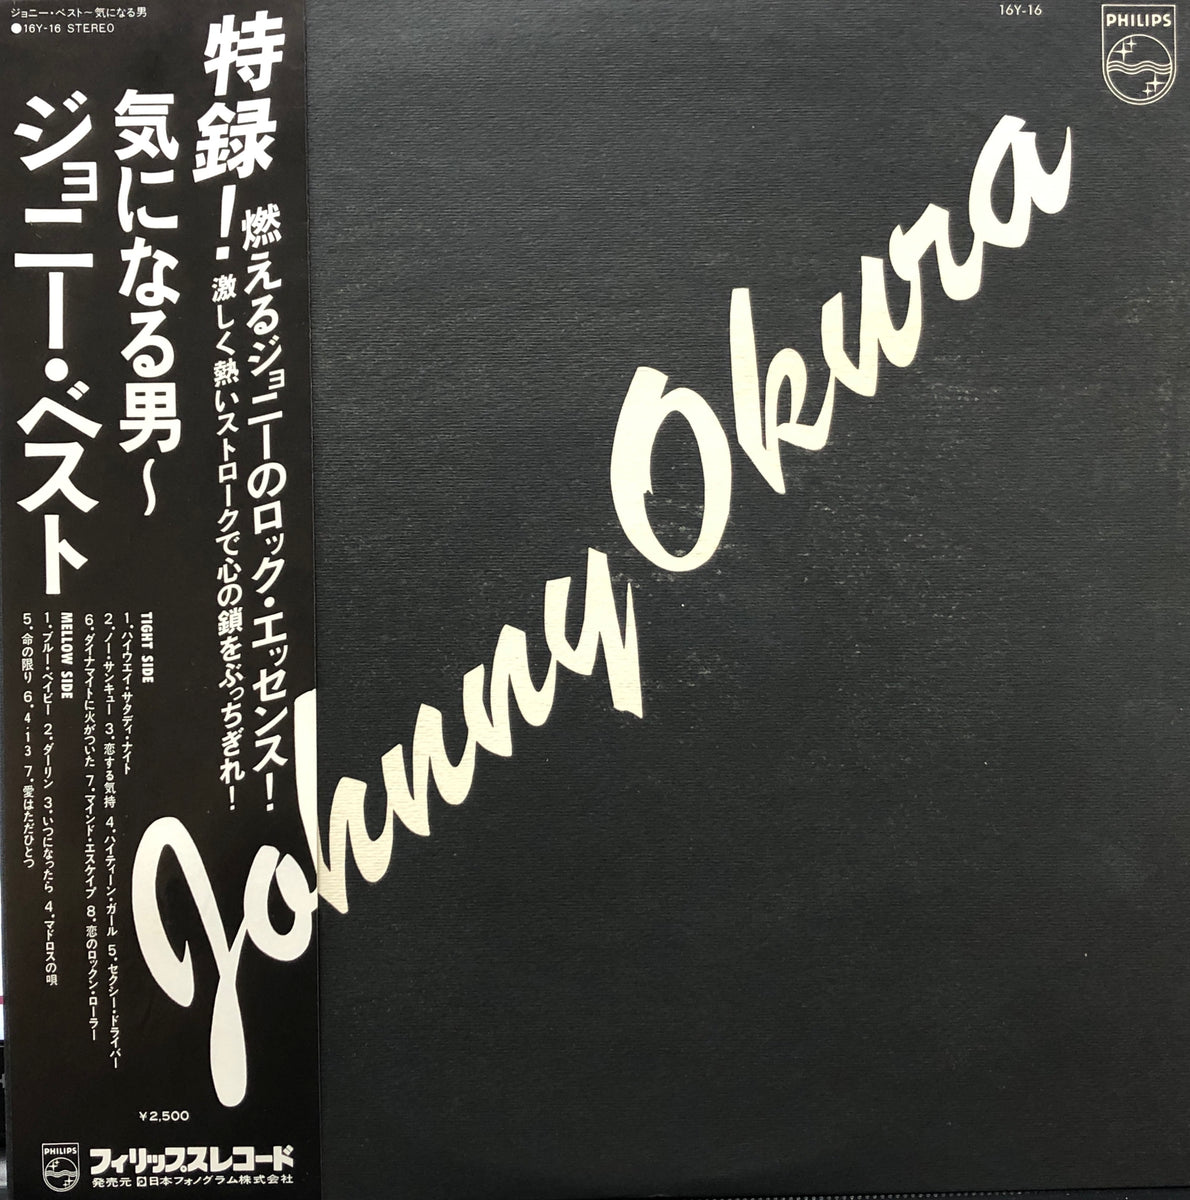 ジョニー・ベスト～気になる男
●16Y-16 STEREO
特録！
燃えるジョニーのロック・エッセンス！
激しく熱いストロークで心の鎖をぶっちぎれ！
気になる男～
ジョニー・ベスト
TIGHT SIDE
1. ハイウエイ・サタディ・ナイト
2. ノー・サンキュー 3. 恋する気持 4. ハイティーン・ガール 5. セクシー・ドライバー
6. ダイナマイトに火がついた 7. マインド・エスケイプ 8. 恋のロックン・ローラー
MELLOW SIDE
1. ブルー・ベイビー 2. ダーリン 3. いつになったら 4. マドロスの唄
5. 命の限り 6. 4・13 7. 愛はただひとつ
¥2,500
PHILIPS
フィリップスレコード
発売元 日本フォノグラム株式会社
16Y-16
PHILIPS
Johnny Okura